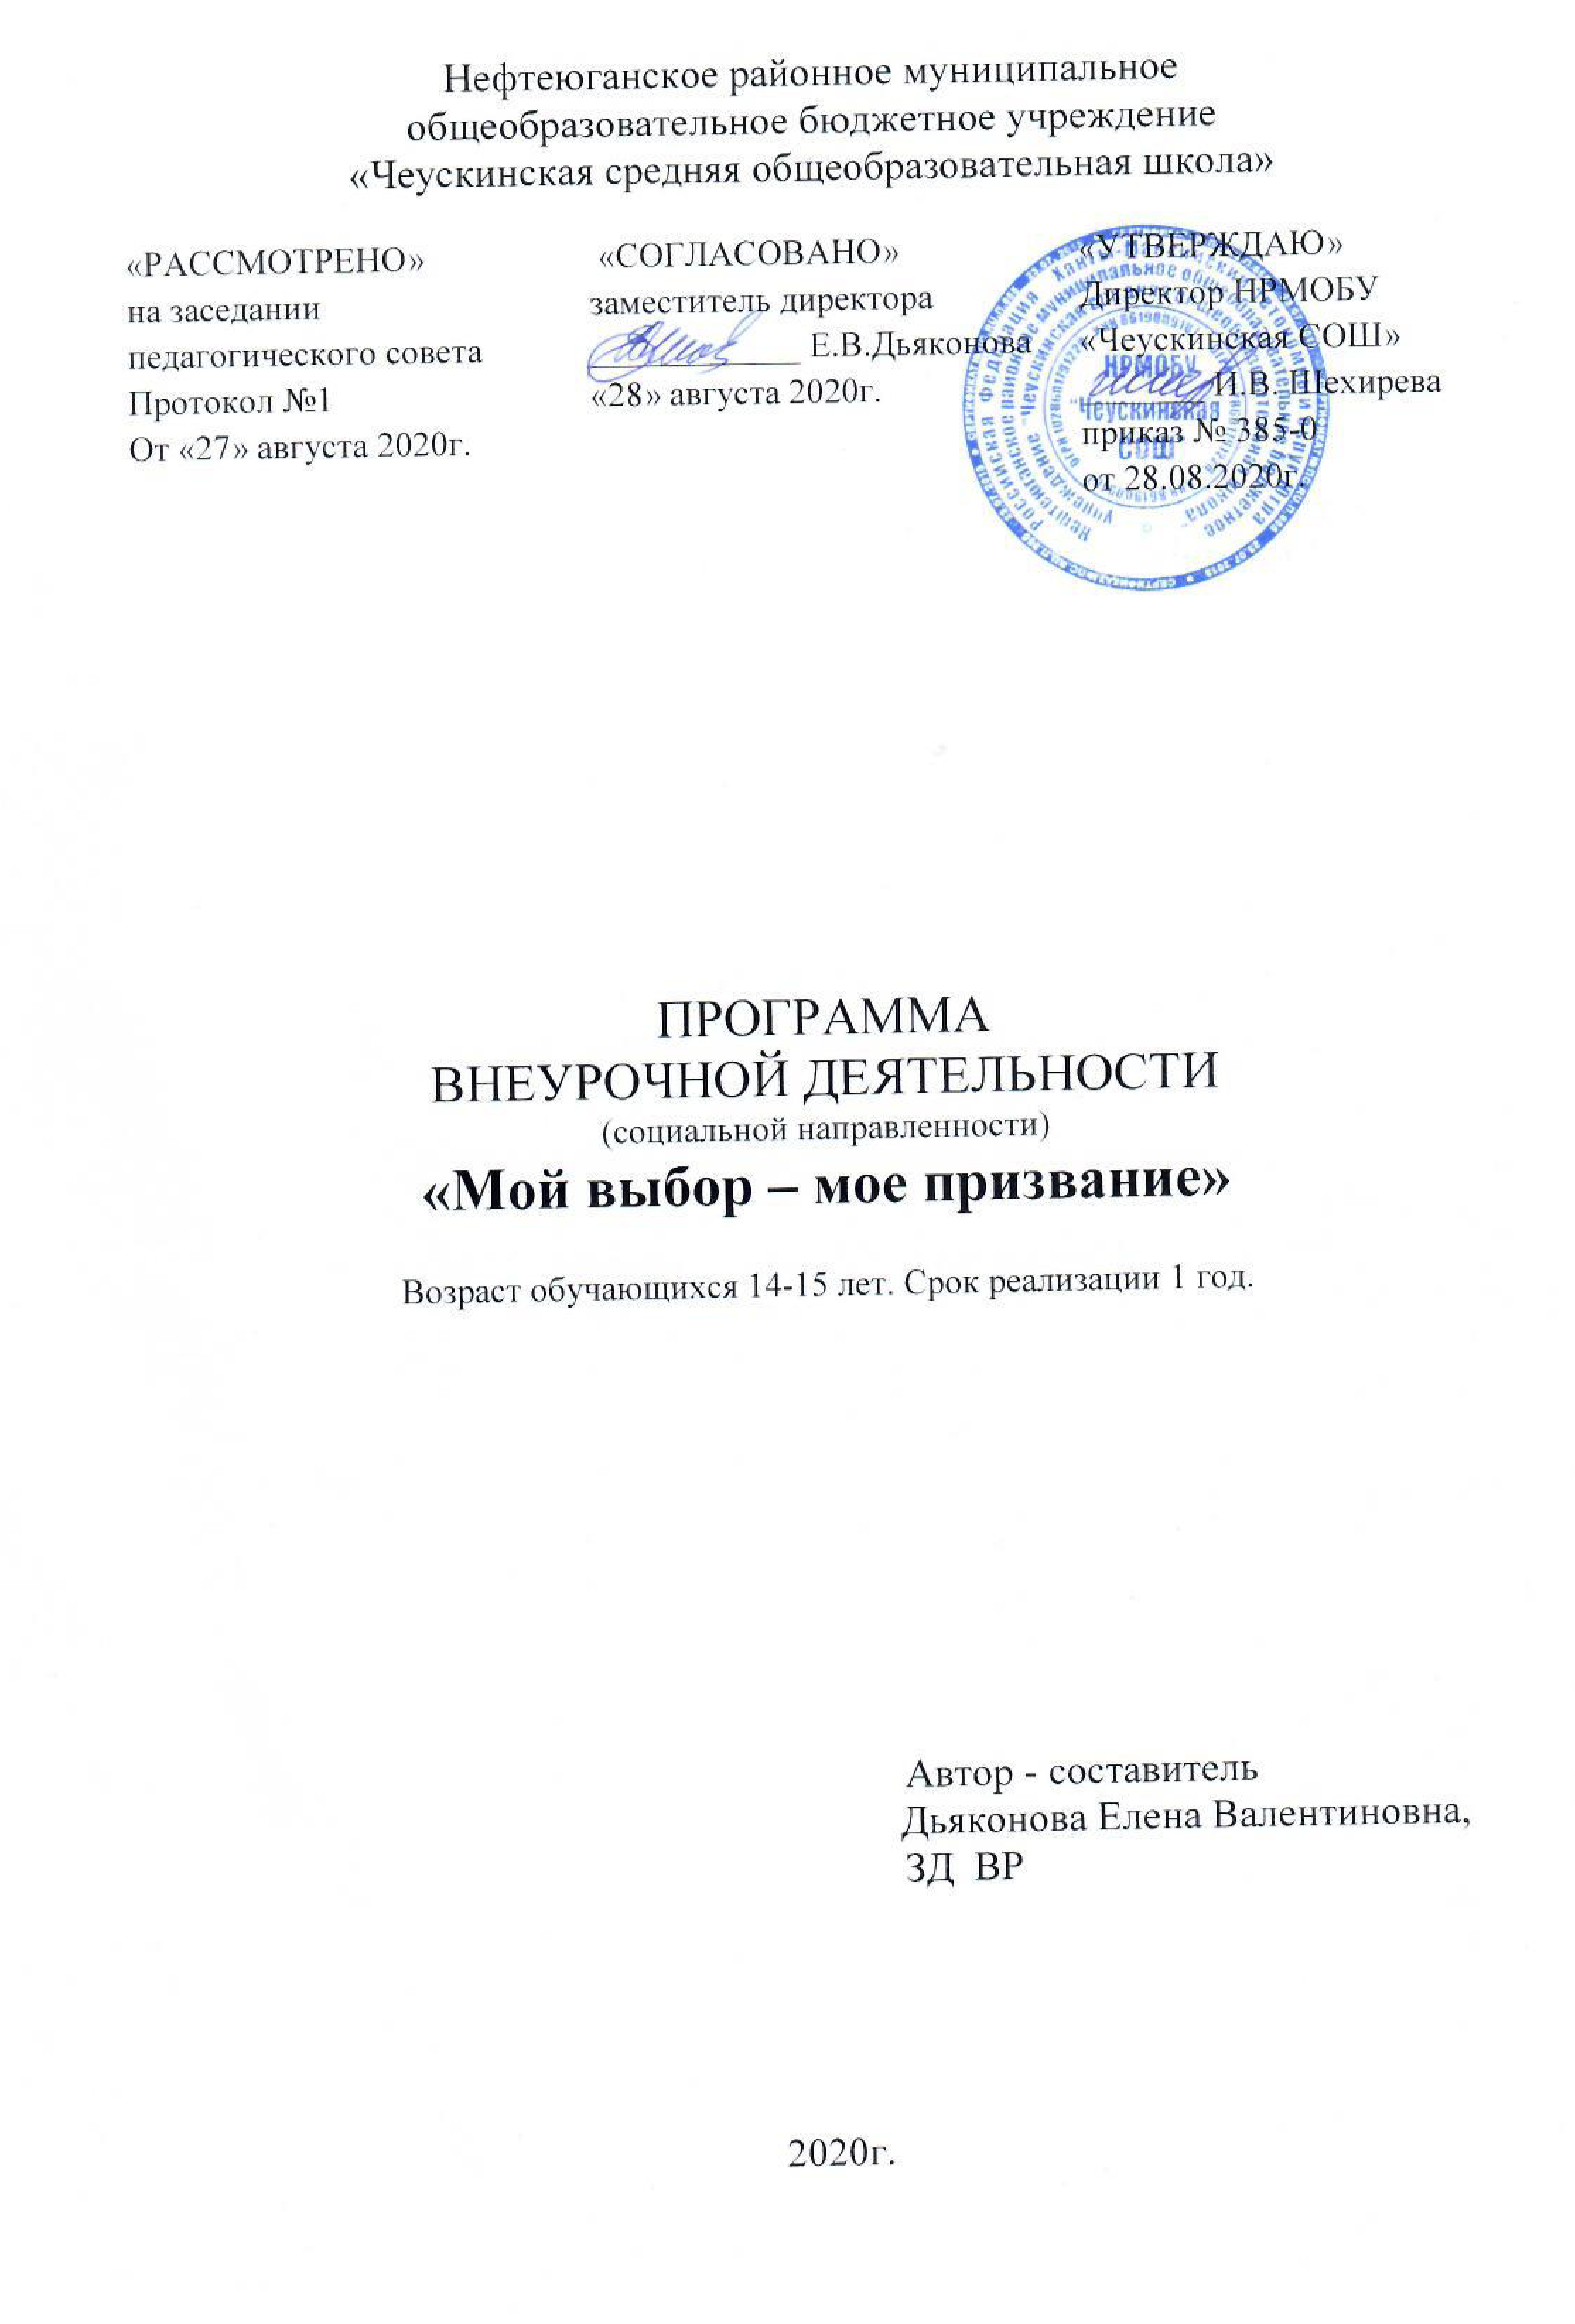 Нефтеюганское районное муниципальное
общеобразовательное бюджетное учреждение
«Чеускинская средняя общеобразовательная школа»
«РАССМОТРЕНО»
на заседании
педагогического совета
Протокол №1
От «27» августа 2020г.
«СОГЛАСОВАНО»
заместитель директора
Е.В.Дьяконова
«28» августа 2020г.
«УТВЕРЖДАЮ»
Директор НРМОБУ
«Чеускинская СОШ»
И.В. Шехирева
приказ № 385-0
от 28.08.2020г.
НРМОБУ
"Чеускинская
СОШ"
ПРОГРАММА
ВНЕУРОЧНОЙ ДЕЯТЕЛЬНОСТИ
(социальной направленности)
«Мой выбор – мое призвание»
Возраст обучающихся 14-15 лет. Срок реализации 1 год.
Автор - составитель
Дьяконова Елена Валентиновна,
ЗД ВР
2020г.